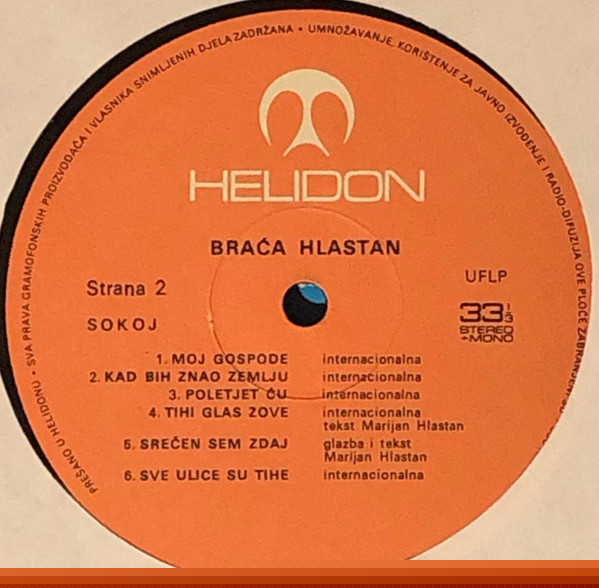 PREŠANO U HELIDONU • SVA PRAVA GRAMOFONSKIH PROIZVOĐAČA I VLASNIKA SNIMLJENIH DJELA ZADRŽANA • UMNOŽAVANJE, KORIŠTENJE ZA JAVNO IZVOĐENJE I RADIO-DIFUZIJA OVE PLOČE ZABRANJENI SU
HELIDON
BRAĆA HLASTAN
Strana 2
UFLP
SOKOJ
33 1/3
STEREO
-MONO
1. MOJ GOSPODE internacionalna
2. KAD BIH ZNAO ZEMLJU internacionalna
3. POLETJET ĆU internacionalna
4. TIHI GLAS ZOVE internacionalna
tekst Marijan Hlastan
5. SREČEN SEM ZDAJ glazba i tekst
Marijan Hlastan
6. SVE ULICE SU TIHE internacionalna